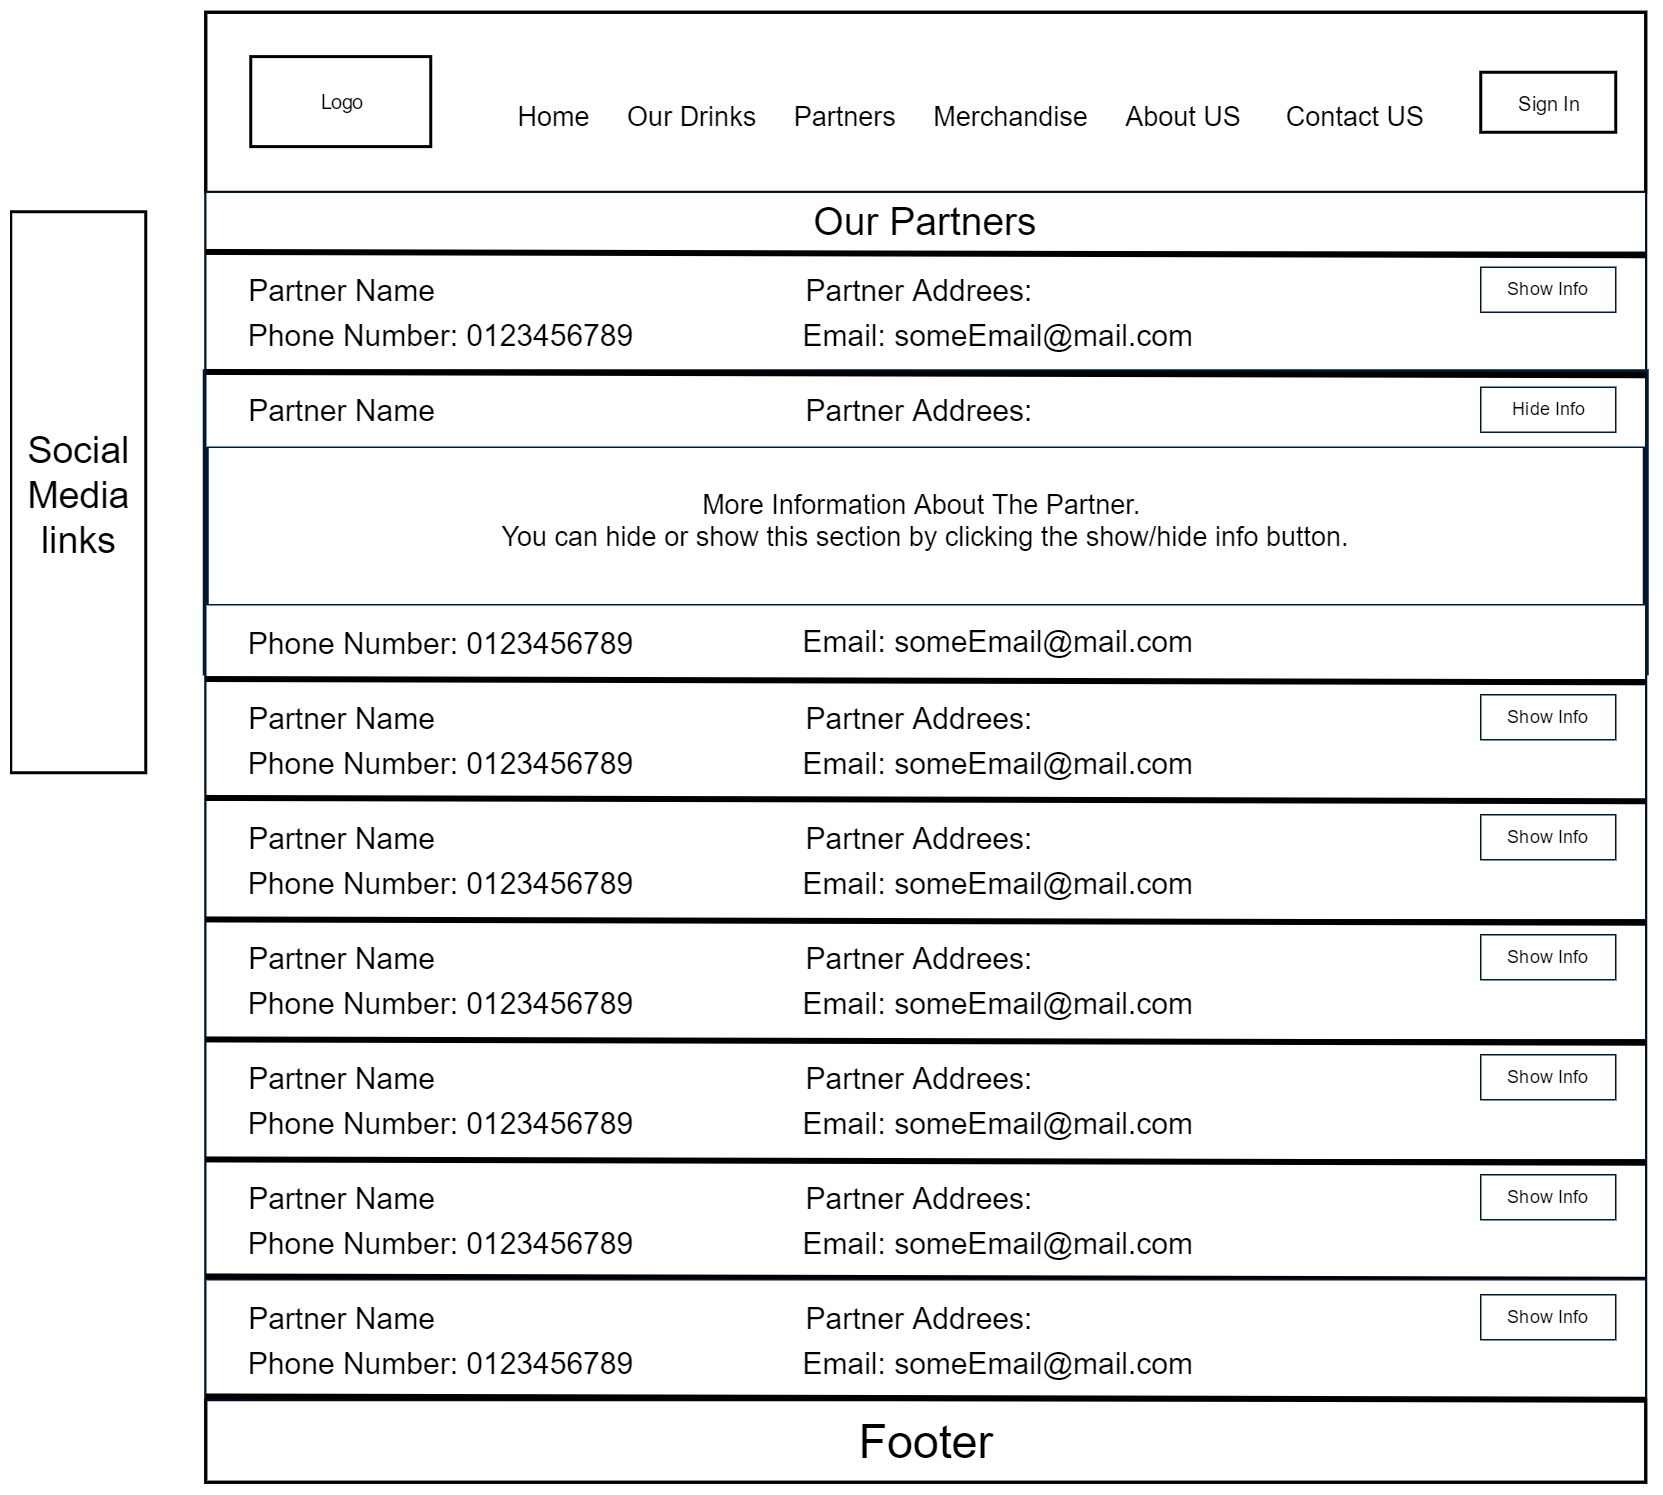 Logo
Home
Our Drinks
Partners
Merchandise
About US
Contact US
Sign In
Social
Media
links
Our Partners
Partner Name
Partner Addrees:
Show Info
Phone Number: 0123456789
Email: someEmail@mail.com
Partner Name
Partner Addrees:
Hide Info
More Information About The Partner.
You can hide or show this section by clicking the show/hide info button.
Phone Number: 0123456789
Email: someEmail@mail.com
Partner Name
Partner Addrees:
Show Info
Phone Number: 0123456789
Email: someEmail@mail.com
Partner Name
Partner Addrees:
Show Info
Phone Number: 0123456789
Email: someEmail@mail.com
Partner Name
Partner Addrees:
Show Info
Phone Number: 0123456789
Email: someEmail@mail.com
Partner Name
Partner Addrees:
Show Info
Phone Number: 0123456789
Email: someEmail@mail.com
Partner Name
Partner Addrees:
Show Info
Phone Number: 0123456789
Email: someEmail@mail.com
Partner Name
Partner Addrees:
Show Info
Phone Number: 0123456789
Email: someEmail@mail.com
Footer